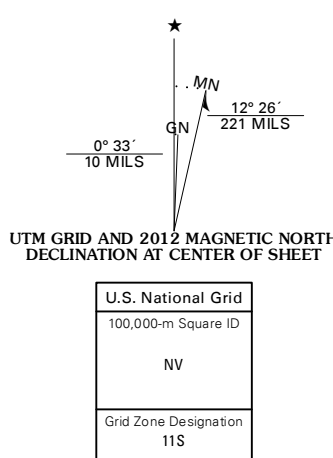 ★
MN
GN
12° 26´
221 MILS
0° 33´
10 MILS
UTM GRID AND 2012 MAGNETIC NORTH
DECLINATION AT CENTER OF SHEET
U.S. National Grid
100,000-m Square ID
NV
Grid Zone Designation
11S